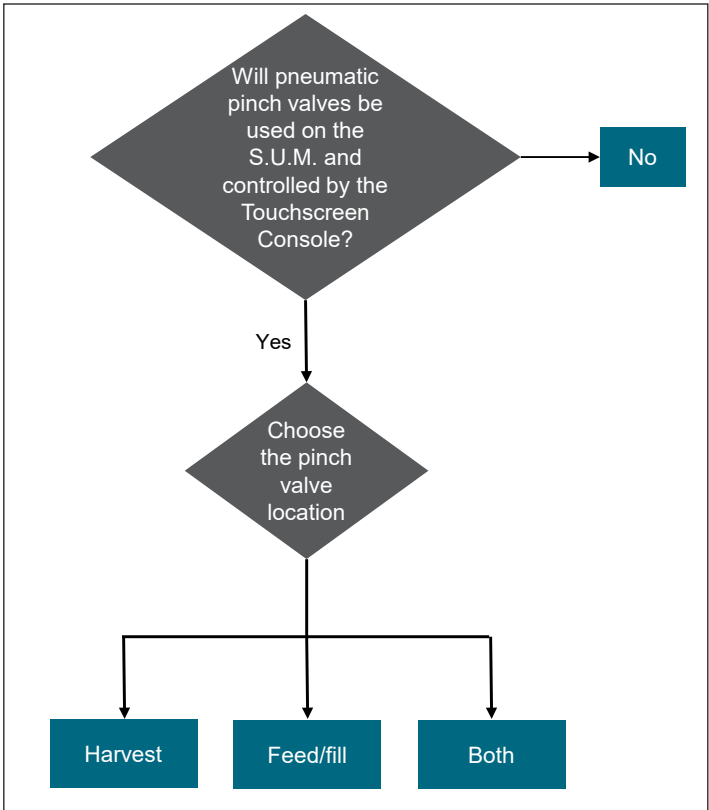 Will pneumatic
pinch valves be
used on the
S.U.M. and
controlled by the
Touchscreen
Console?
No
Yes
Choose
the pinch
valve
location
Harvest
Feed/fill
Both